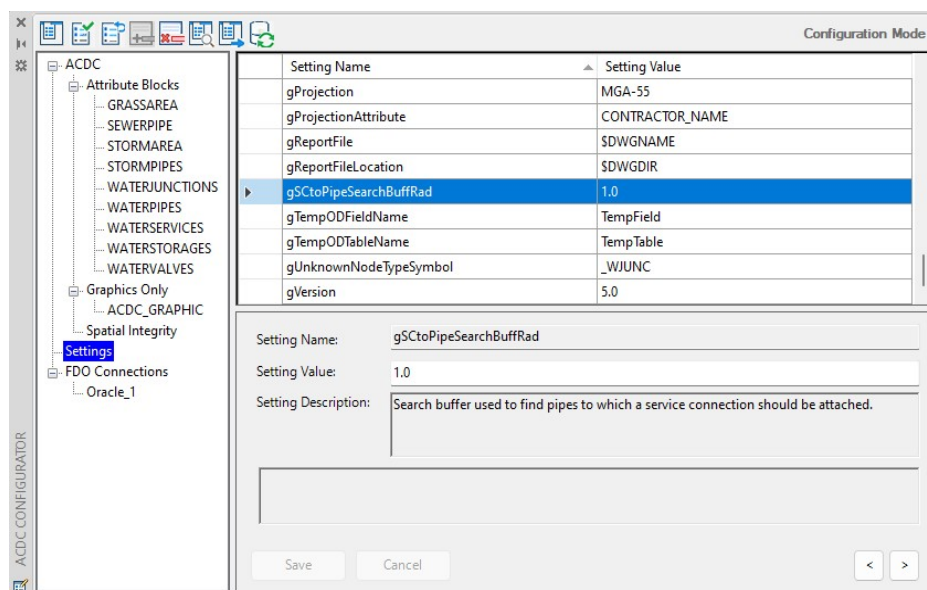 Configuration Mode
ACDC
Attribute Blocks
GRASSAREA
SEWERPIPE
STORMAREA
STORMPIPES
WATERJUNCTIONS
WATERPIPES
WATERSERVICES
WATERSTORAGES
WATERVALVES
Graphics Only
ACDC_GRAPHIC
Spatial Integrity
Settings
FDO Connections
Oracle_1
ACDC CONFIGURATOR
Setting Name Setting Value
gProjection MGA-55
gProjectionAttribute CONTRACTOR_NAME
gReportFile $DWGNAME
gReportFileLocation $DWGDIR
gSCtoPipeSearchBuffRad 1.0
gTempODFieldName TempField
gTempODTableName TempTable
gUnknownNodeTypeSymbol _WJUNC
gVersion 5.0
Setting Name: gSCtoPipeSearchBuffRad
Setting Value: 1.0
Setting Description: Search buffer used to find pipes to which a service connection should be attached.
Save Cancel < >